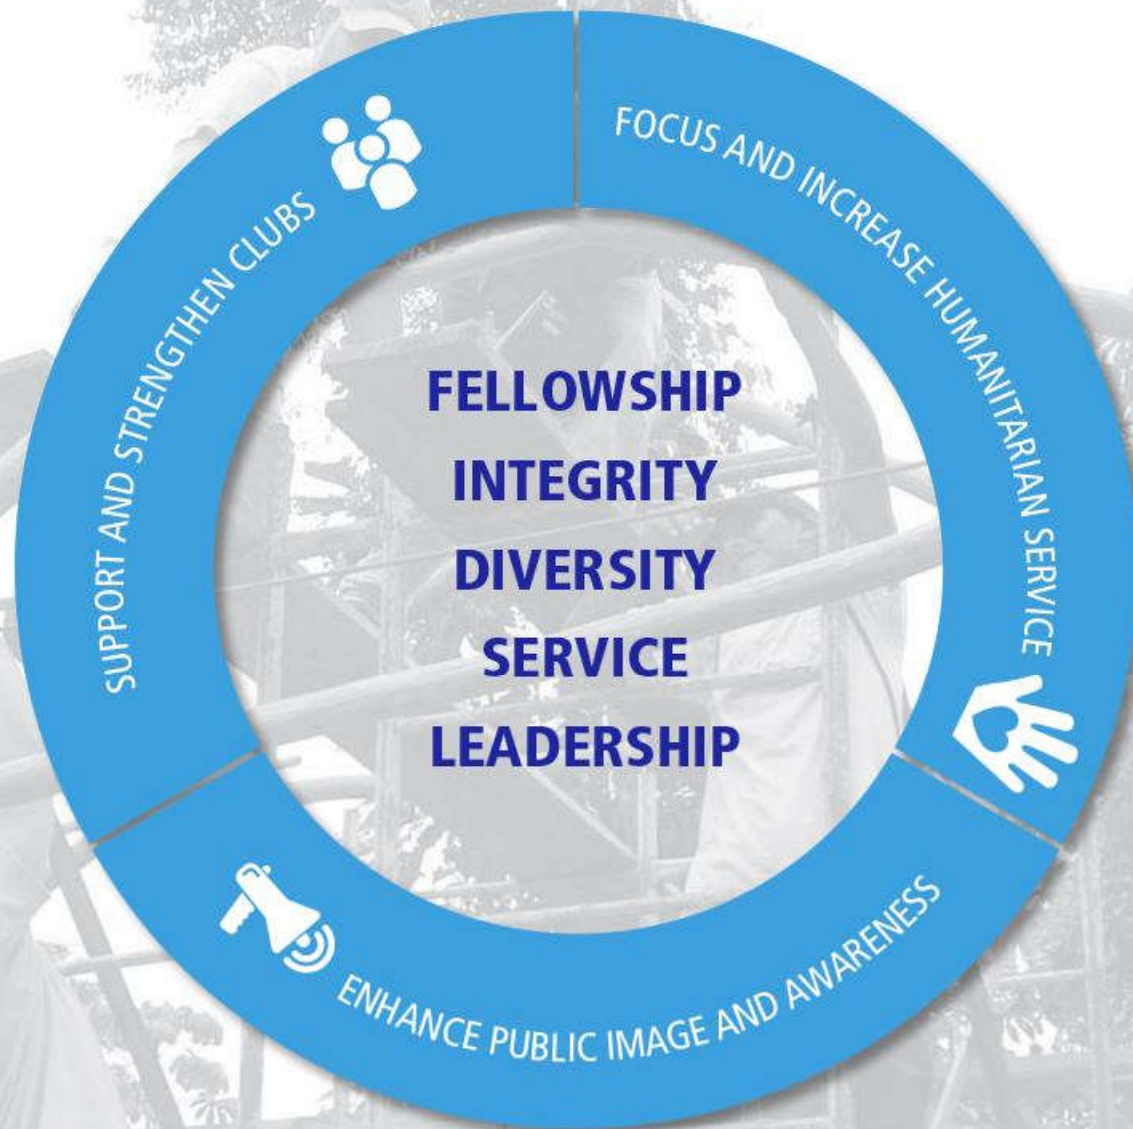 SUPPORT AND STRENGTHEN CLUBS
FOCUS AND INCREASE HUMANITARIAN SERVICE
FELLOWSHIP
INTEGRITY
DIVERSITY
SERVICE
LEADERSHIP
ENHANCE PUBLIC IMAGE AND AWARENESS